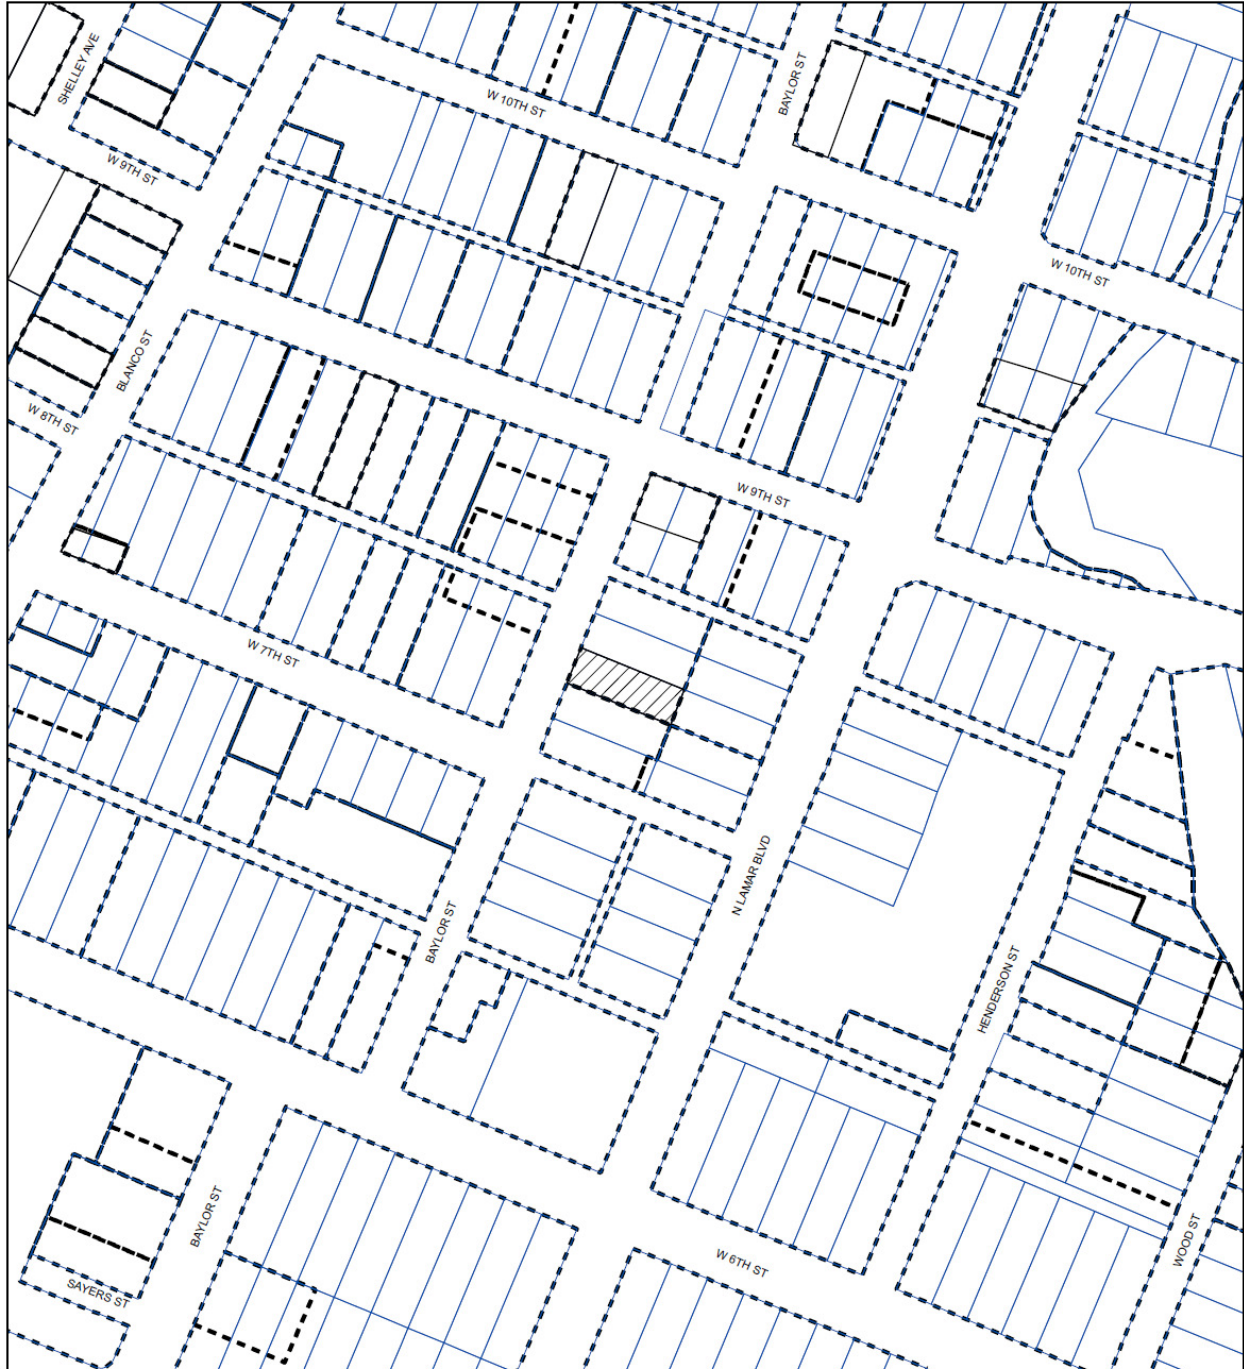 SHELLEY AVE
W 10TH ST
BAYLOR ST
W 9TH ST
W 10TH ST
BLANCO ST
W 8TH ST
W 9TH ST
W 7TH ST
N LAMAR BLVD
BAYLOR ST
HENDERSON ST
BAYLOR ST
WOOD ST
W 6TH ST
SAYERS ST